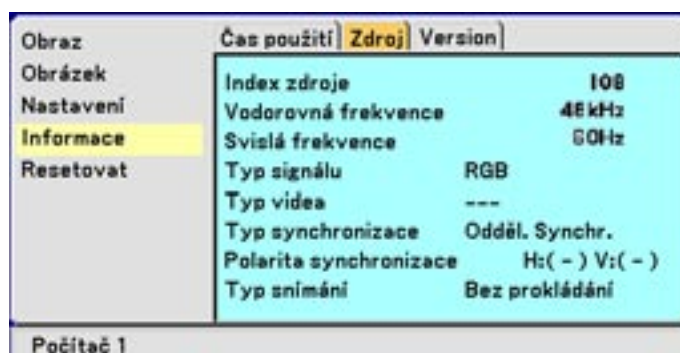 Čas použití Zdroj Version
Obraz
Obrázek
Nastavení
Informace
Resetovat
Index zdroje 108
Vodorovná frekvence 48kHz
Svislá frekvence 60Hz
Typ signálu RGB
Typ videa ---
Typ synchronizace Odděl. Synchr.
Polarita synchronizace H:( - ) V:( - )
Typ snímání Bez prokládání
Počítač 1